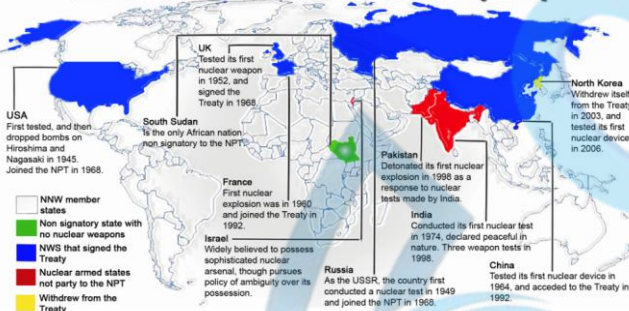 UK
Tested its first
nuclear weapon
in 1952, and
signed the
Treaty in 1968.
USA
First tested, and then
dropped bombs on
Hiroshima and
Nagasaki in 1945.
Joined the NPT in 1968.
South Sudan
Is the only African nation
non signatory to the NPT.
North Korea
Withdrew itself
from the Treaty
in 2003, and
tested its first
nuclear device
in 2006.
France
First nuclear
explosion was in 1960
and joined the Treaty in
1992.
Pakistan
Detonated its first nuclear
explosion in 1998 as a
response to nuclear
tests made by India.
India
Conducted its first nuclear test
in 1974, declared peaceful in
nature. Three weapon tests in
1998.
Israel
Widely believed to possess
sophisticated nuclear
arsenal, though pursues
policy of ambiguity over its
possession.
Russia
As the USSR, the country first
conducted a nuclear test in 1949
and joined the NPT in 1968.
China
Tested its first nuclear device in
1964, and acceded to the Treaty in
1992.
NNW member
states
Non signatory state with
no nuclear weapons
NWS that signed the
Treaty
Nuclear armed states
not party to the NPT
Withdrew from the
Treaty